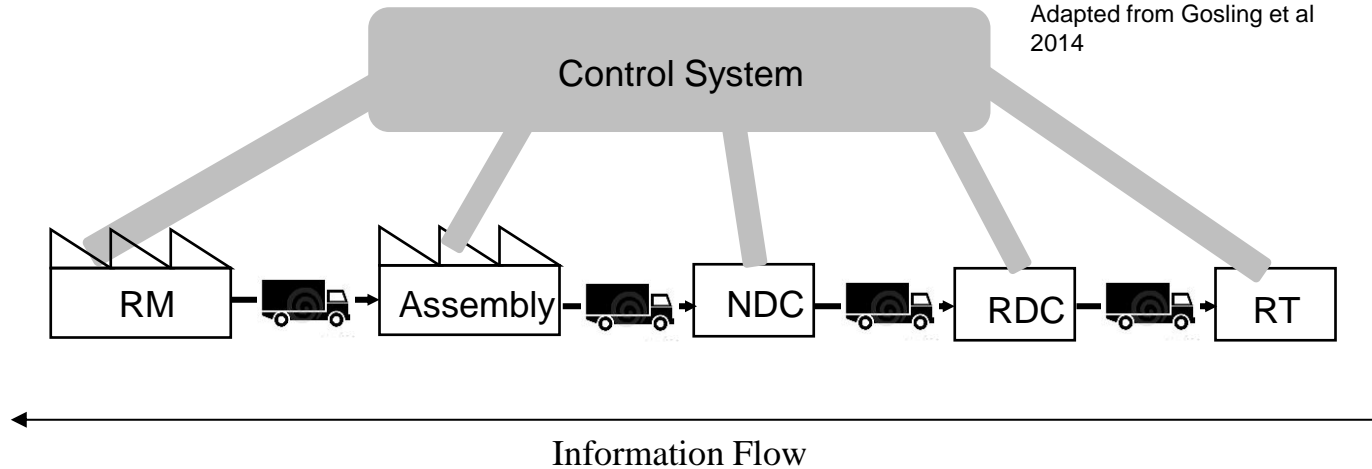 Adapted from Gosling et al
2014
Control System
RM
Assembly
NDC
RDC
RT
Information Flow